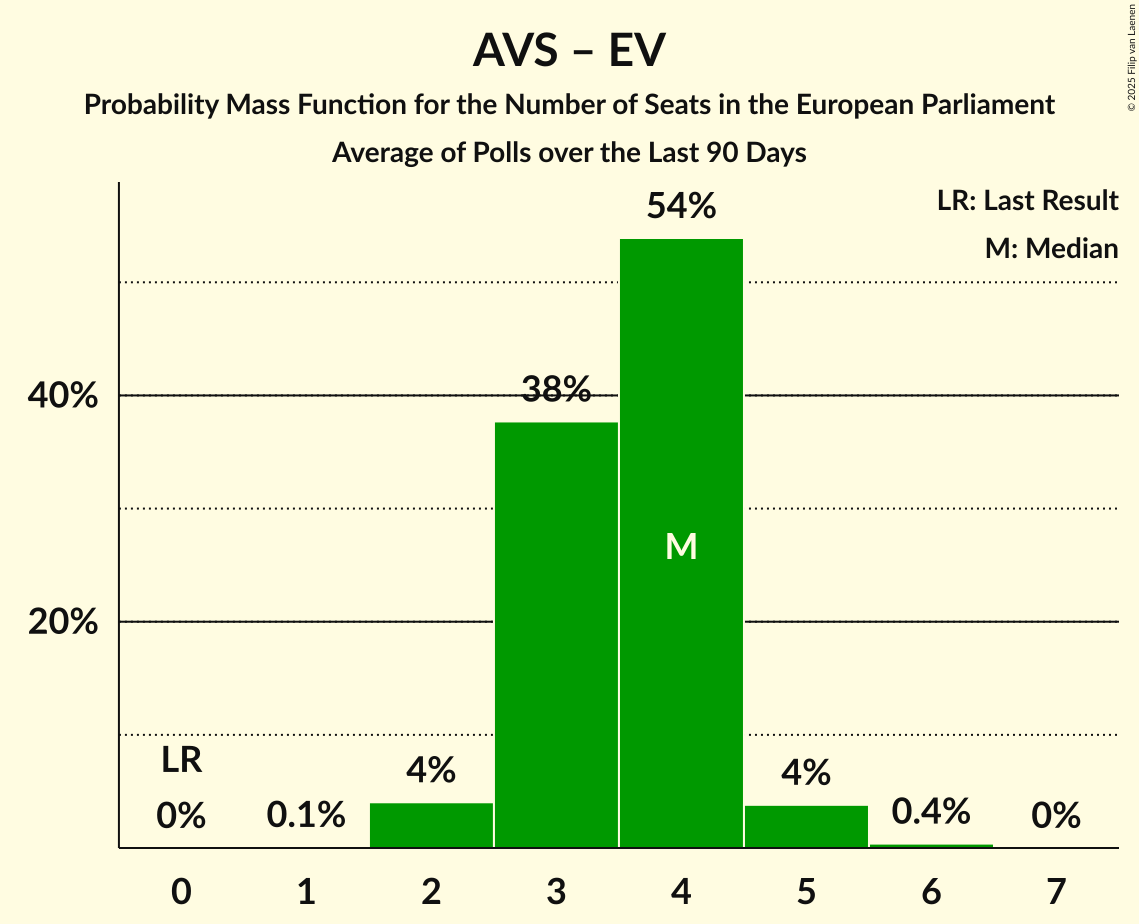 AVS – EV
Probability Mass Function for the Number of Seats in the European Parliament
Average of Polls over the Last 90 Days
© 2025 Filip van Laenen
LR: Last Result
M: Median
54%
38%
40%
M
20%
LR
0%
0.1%
4%
4%
0.4%
0%
0 1 2 3 4 5 6 7